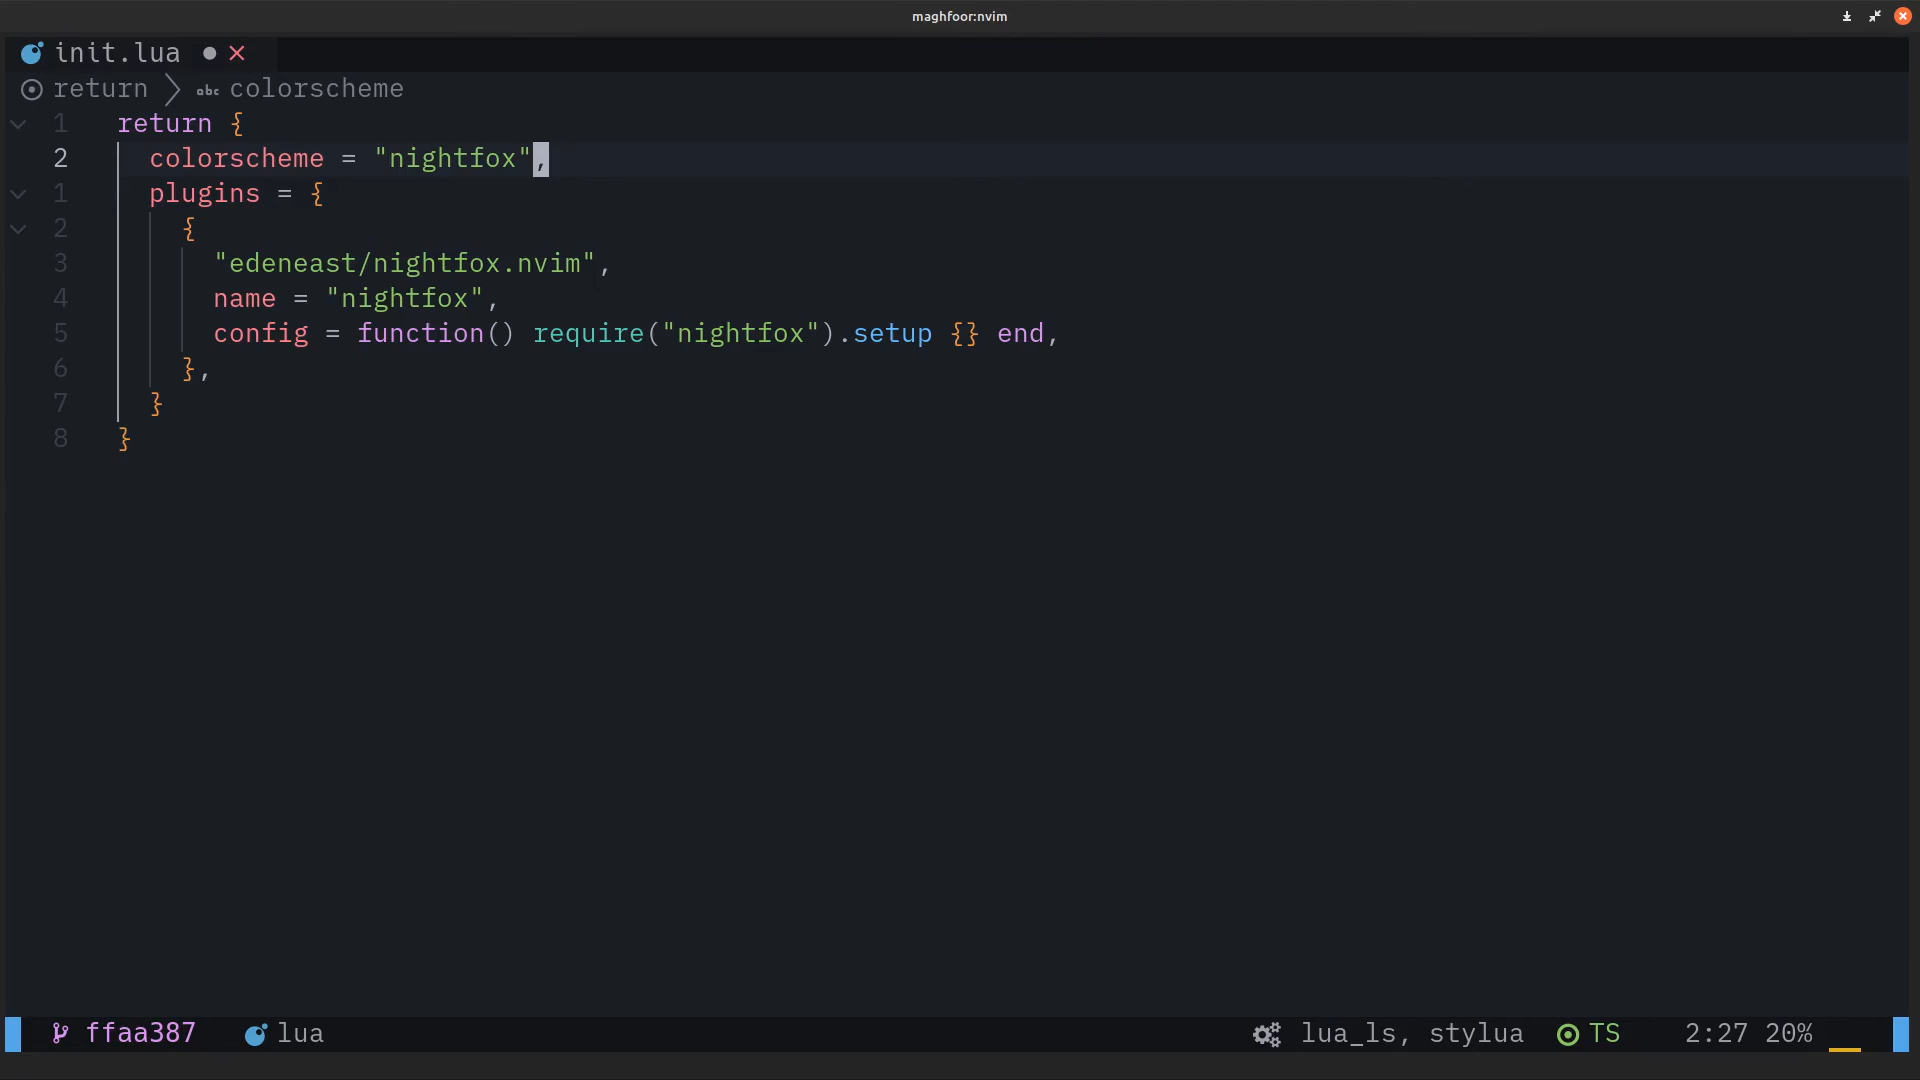 maghfoor:nvim
init.lua
return abc colorscheme
1 return {
2 colorscheme = "nightfox",
1 plugins = {
2 {
3 "edeneast/nightfox.nvim",
4 name = "nightfox",
5 config = function() require("nightfox").setup {} end,
6 },
7 }
8 }
ffaa387 lua lua_ls, stylua TS 2:27 20%